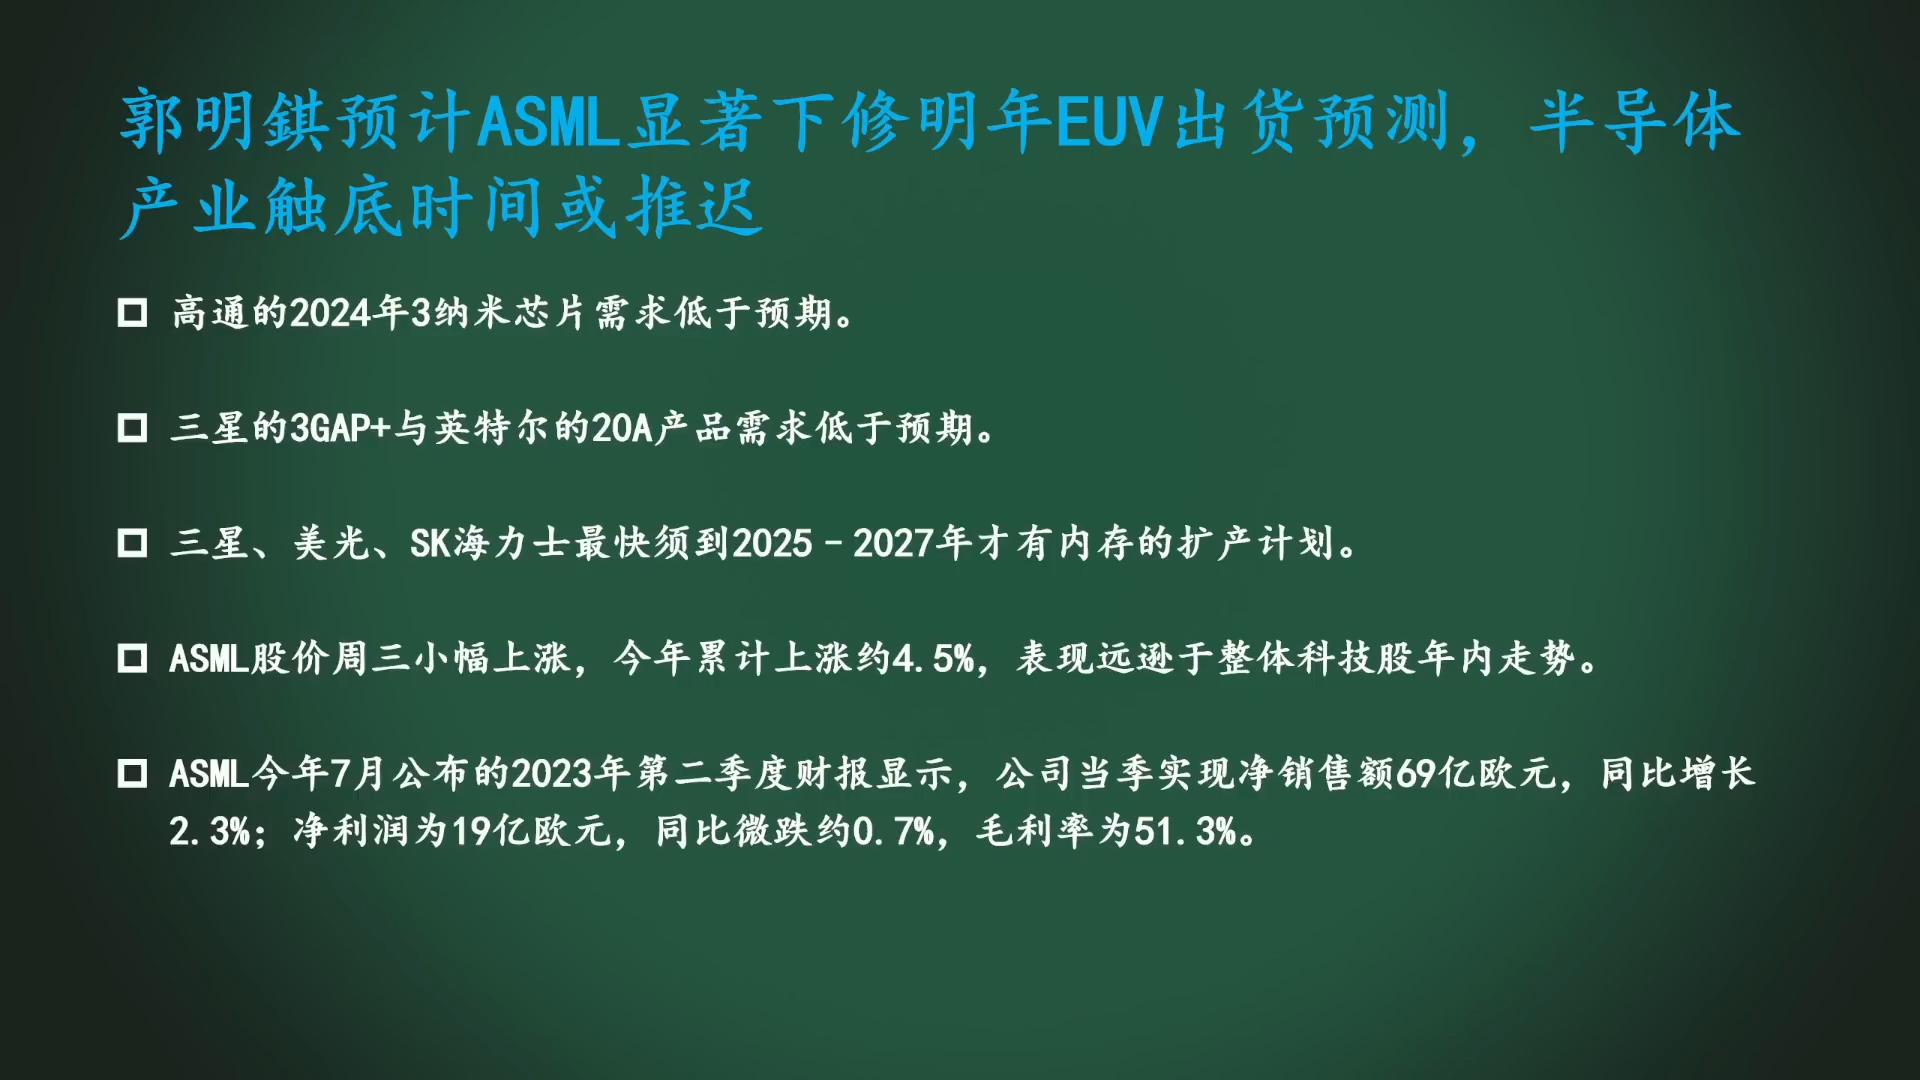 郭明錤预计ASML显著下修明年EUV出货预测，半导体
产业触底时间或推迟
高通的2024年3纳米芯片需求低于预期。
三星的3GAP+与英特尔的20A产品需求低于预期。
三星、美光、SK海力士最快须到2025–2027年才有内存的扩产计划。
ASML股价周三小幅上涨，今年累计上涨约4.5%，表现远逊于整体科技股年内走势。
ASML今年7月公布的2023年第二季度财报显示，公司当季实现净销售额69亿欧元，同比增长
2.3%；净利润为19亿欧元，同比微跌约0.7%，毛利率为51.3%。